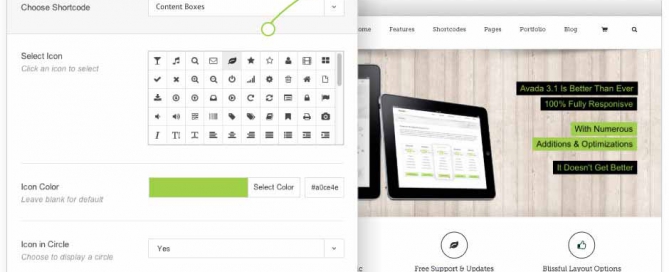 Choose Shortcode
Content Boxes
Select Icon
Click an icon to select
Icon Color
Leave blank for default
Select Color
#a0ce4e
Icon in Circle
Choose to display a circle
Yes
ome Features Shortcodes Pages Portfolio Blog
Avada 3.1 Is Better Than Ever
100% Fully Responisve
With Numerous
Additions & Optimizations
It Doesn't Get Better
Free Support & Updates
Blissful Layout Options